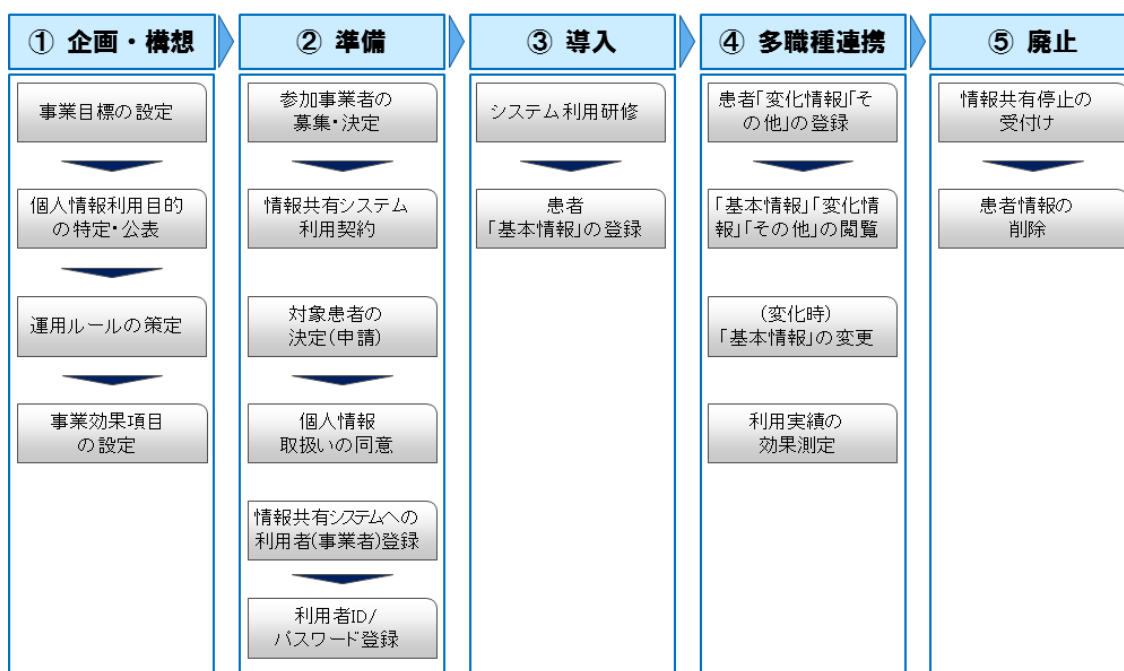 ① 企画・構想
事業目標の設定
個人情報利用目的
の特定・公表
運用ルールの策定
事業効果項目
の設定
② 準備
参加事業者の
募集・決定
情報共有システム
利用契約
対象患者の
決定(申請)
個人情報
取扱いの同意
情報共有システムへの
利用者(事業者)登録
利用者ID/
パスワード登録
③ 導入
システム利用研修
患者
「基本情報」の登録
④ 多職種連携
患者「変化情報」「そ
の他」の登録
「基本情報」「変化情
報」「その他」の閲覧
(変化時)
「基本情報」の変更
利用実績の
効果測定
⑤ 廃止
情報共有停止の
受付け
患者情報の
削除